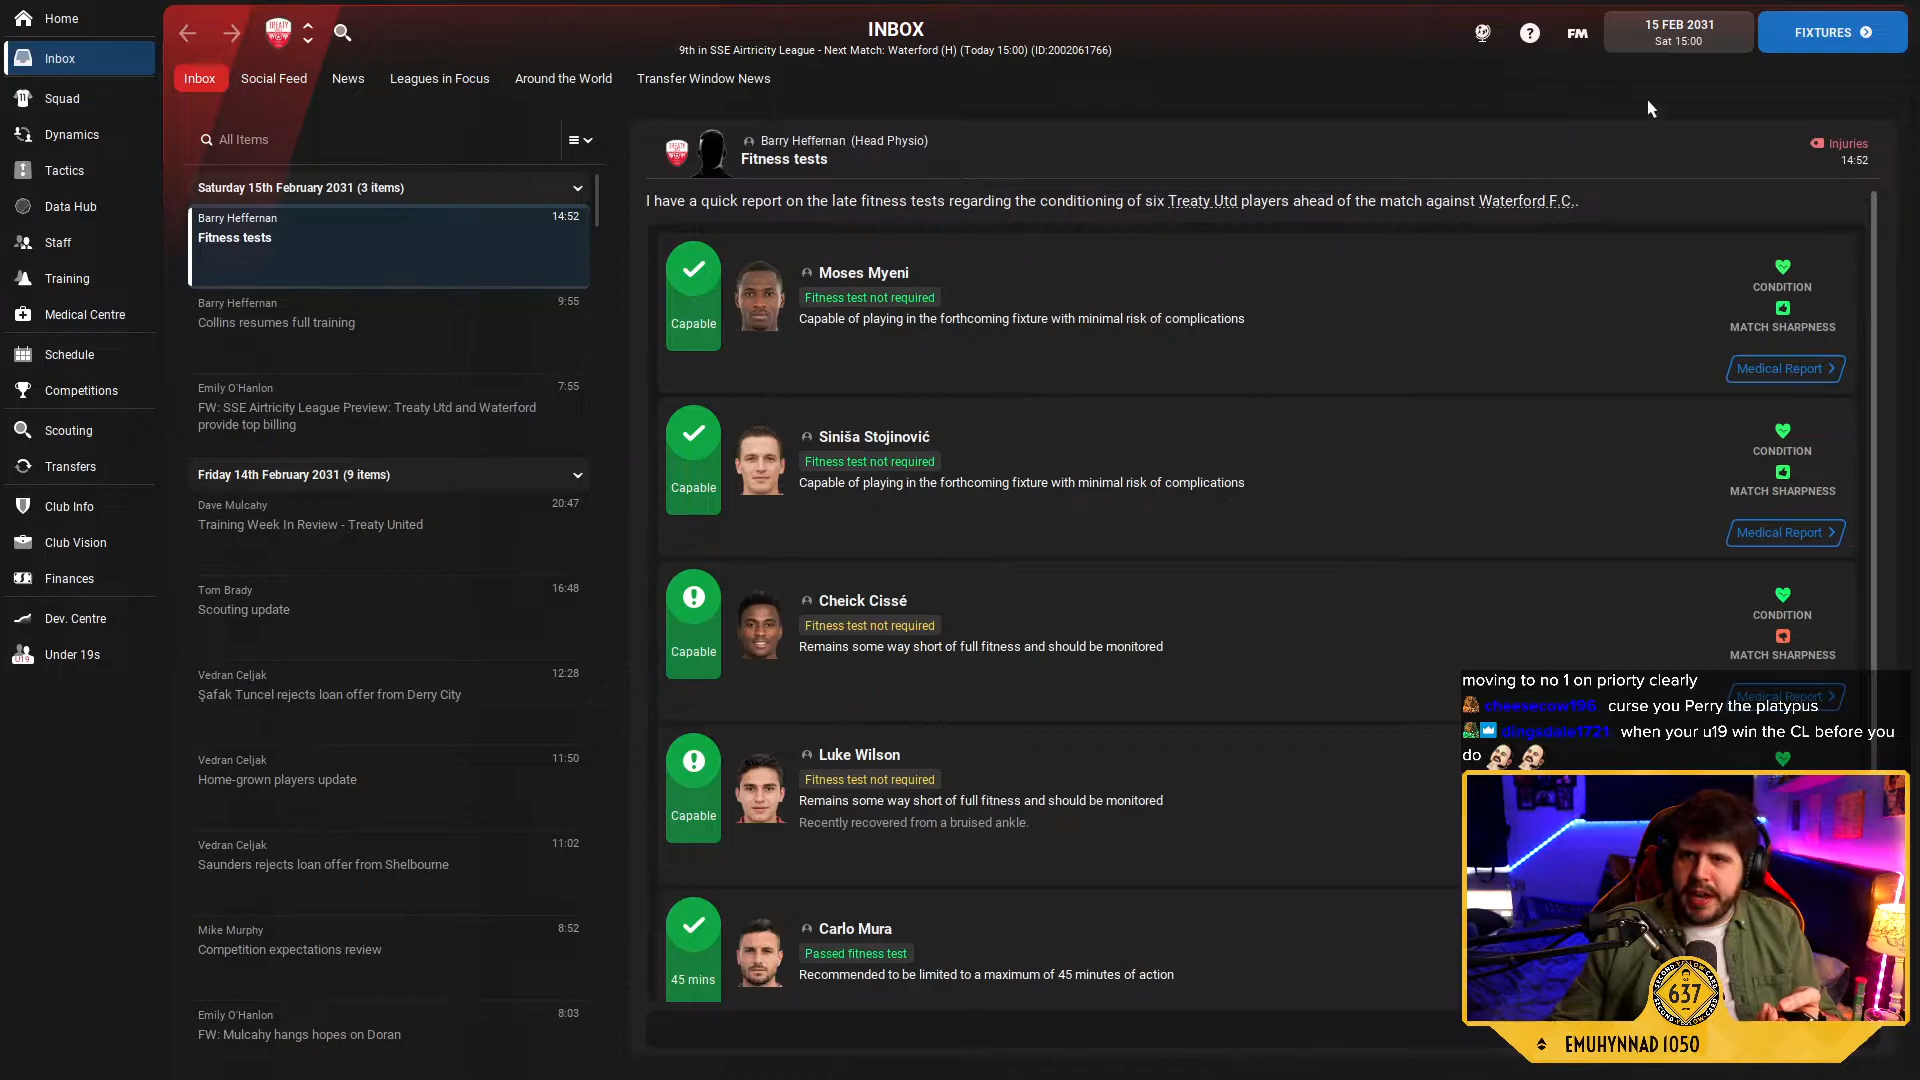 Home
Inbox
Squad
Dynamics
Tactics
Data Hub
Staff
Training
Medical Centre
Schedule
Competitions
Scouting
Transfers
Club Info
Club Vision
Finances
Dev. Centre
Under 19s
INBOX
9th in SSE Airtricity League - Next Match: Waterford (H) (Today 15:00) (ID:2002061766)
FM
15 FEB 2031
Sat 15:00
FIXTURES
Inbox
Social Feed
News
Leagues in Focus
Around the World
Transfer Window News
All Items
Saturday 15th February 2031 (3 items)
Barry Heffernan 14:52
Fitness tests
Barry Heffernan 9:55
Collins resumes full training
Emily O'Hanlon 7:55
FW: SSE Airtricity League Preview: Treaty Utd and Waterford
provide top billing
Friday 14th February 2031 (9 items)
Dave Mulcahy 20:47
Training Week In Review - Treaty United
Tom Brady 16:48
Scouting update
Vedran Celjak 12:28
Şafak Tuncel rejects loan offer from Derry City
Vedran Celjak 11:50
Home-grown players update
Vedran Celjak 11:02
Saunders rejects loan offer from Shelbourne
Mike Murphy 8:52
Competition expectations review
Emily O'Hanlon 8:03
FW: Mulcahy hangs hopes on Doran
Barry Heffernan (Head Physio)
Fitness tests
Injuries
14:52
I have a quick report on the late fitness tests regarding the conditioning of six Treaty Utd players ahead of the match against Waterford F.C..
Capable
Moses Myeni
Fitness test not required
Capable of playing in the forthcoming fixture with minimal risk of complications
CONDITION
MATCH SHARPNESS
Medical Report
Capable
Siniša Stojinović
Fitness test not required
Capable of playing in the forthcoming fixture with minimal risk of complications
CONDITION
MATCH SHARPNESS
Medical Report
Capable
Cheick Cissé
Fitness test not required
Remains some way short of full fitness and should be monitored
CONDITION
MATCH SHARPNESS
Medical Report
Capable
Luke Wilson
Fitness test not required
Remains some way short of full fitness and should be monitored
Recently recovered from a bruised ankle.
45 mins
Carlo Mura
Passed fitness test
Recommended to be limited to a maximum of 45 minutes of action
moving to no 1 on priorty clearly
cheesecow196 curse you Perry the platypus
dingsdale1721 when your u19 win the CL before you
do
637
EMUHYNNAD 1050